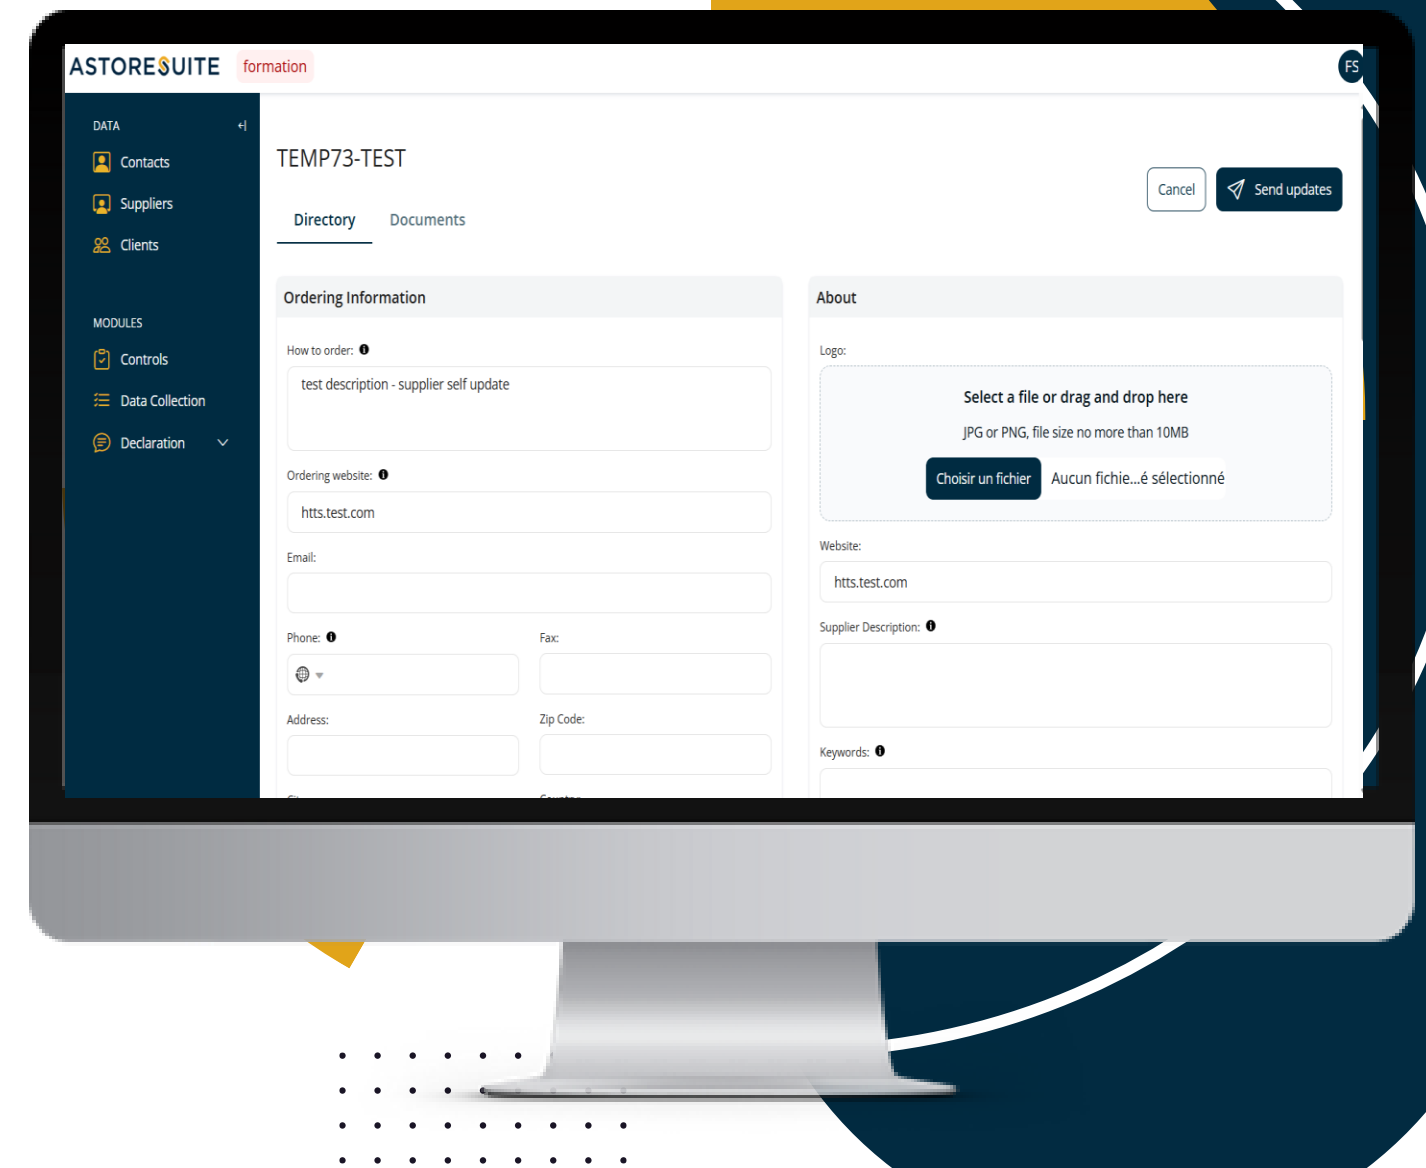 ASTORESUITE formation
FS
DATA
Contacts
Suppliers
Clients
MODULES
Controls
Data Collection
Declaration
TEMP73-TEST
Cancel
Send updates
Directory
Documents
Ordering Information
How to order:
test description - supplier self update
Ordering website:
htts.test.com
Email:
Phone:
Fax:
Address:
Zip Code:
About
Logo:
Select a file or drag and drop here
JPG or PNG, file size no more than 10MB
Choisir un fichier
Aucun fichie...é sélectionné
Website:
htts.test.com
Supplier Description:
Keywords: